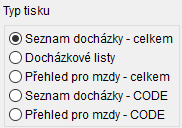 Typ tisku
Seznam docházky - celkem
Docházkové listy
Přehled pro mzdy - celkem
Seznam docházky - CODE
Přehled pro mzdy - CODE